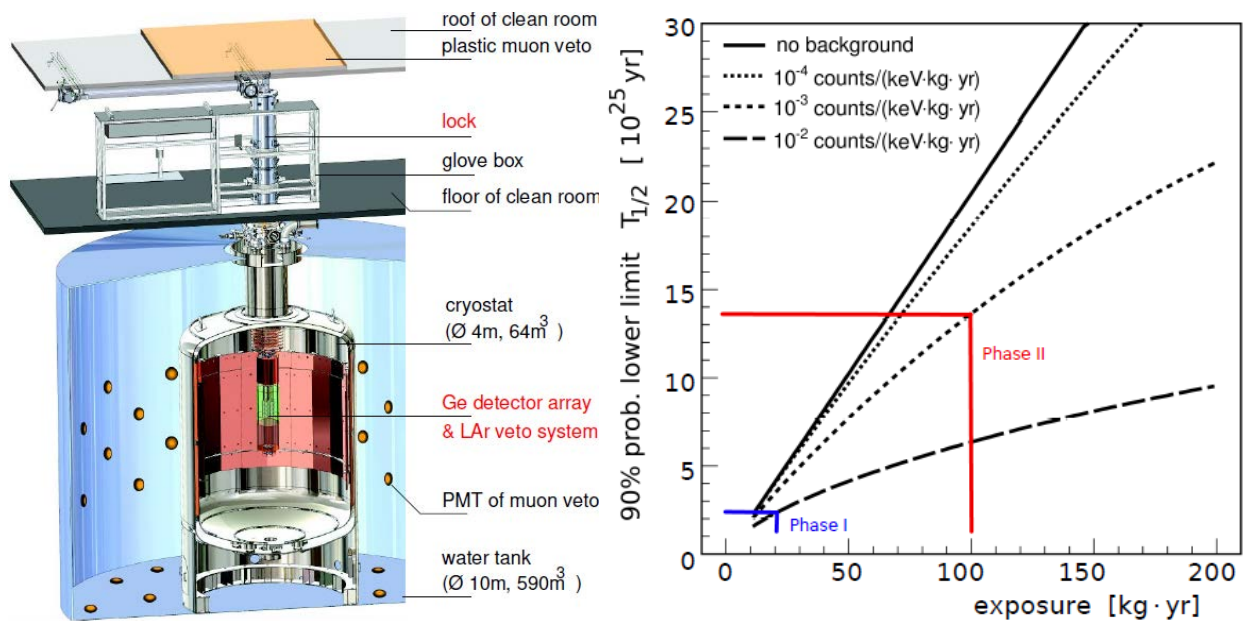 roof of clean room
plastic muon veto
lock
glove box
floor of clean room
cryostat
(Ø 4m, 64m³ )
Ge detector array
& LAr veto system
PMT of muon veto
water tank
(Ø 10m, 590m³ )
90% prob. lower limit T1/2 [ 10²⁵ yr]
30
25
20
15
10
5
0
no background
10⁻⁴ counts/(keV·kg· yr)
10⁻³ counts/(keV·kg· yr)
10⁻² counts/(keV·kg· yr)
Phase II
Phase I
0 50 100 150 200
exposure [kg·yr]